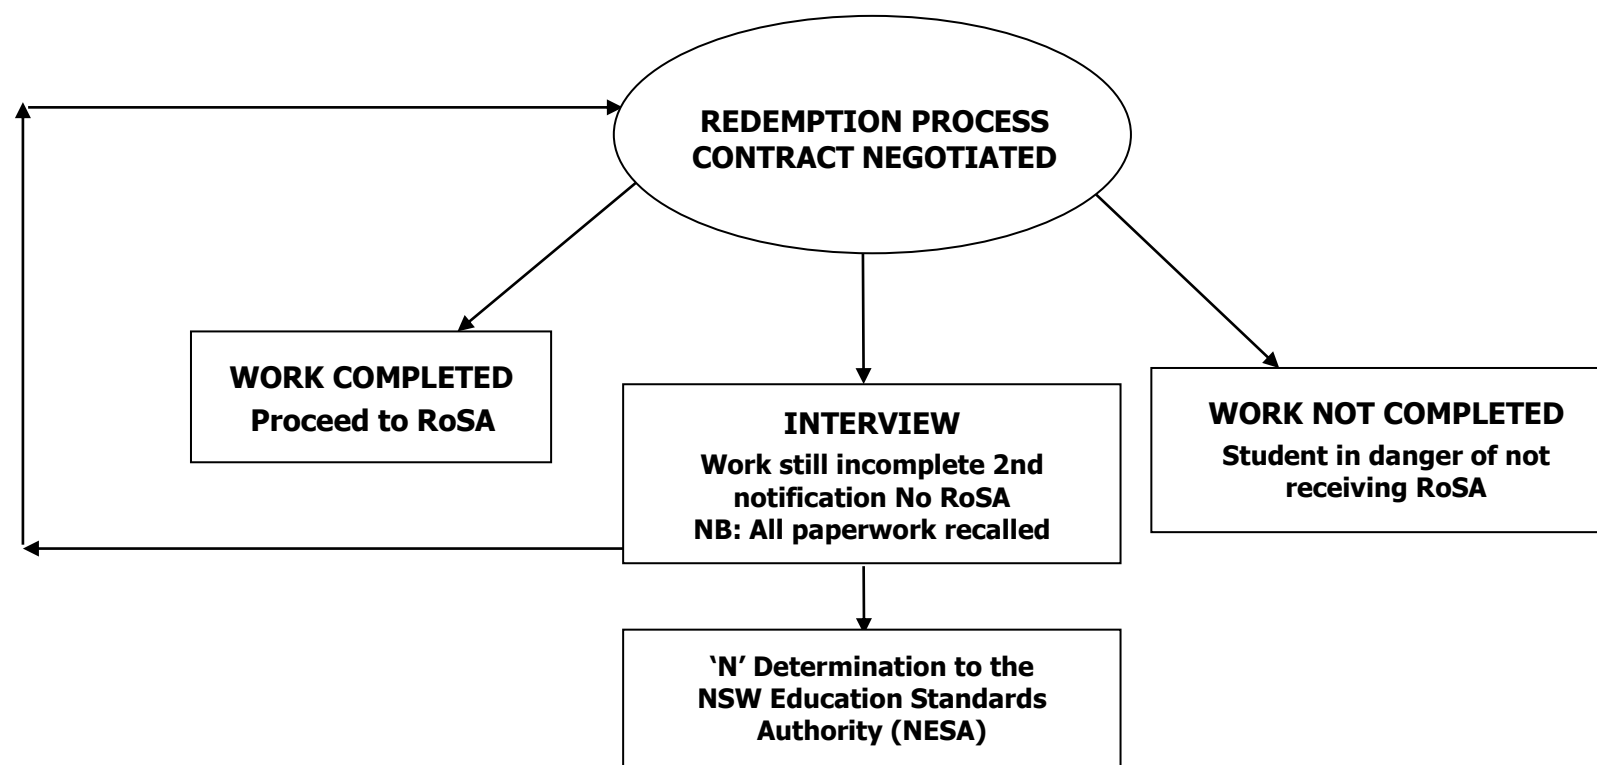 REDEMPTION PROCESS
CONTRACT NEGOTIATED
WORK COMPLETED
Proceed to RoSA
INTERVIEW
Work still incomplete 2nd
notification No RoSA
NB: All paperwork recalled
WORK NOT COMPLETED
Student in danger of not
receiving RoSA
‘N’ Determination to the
NSW Education Standards
Authority (NESA)